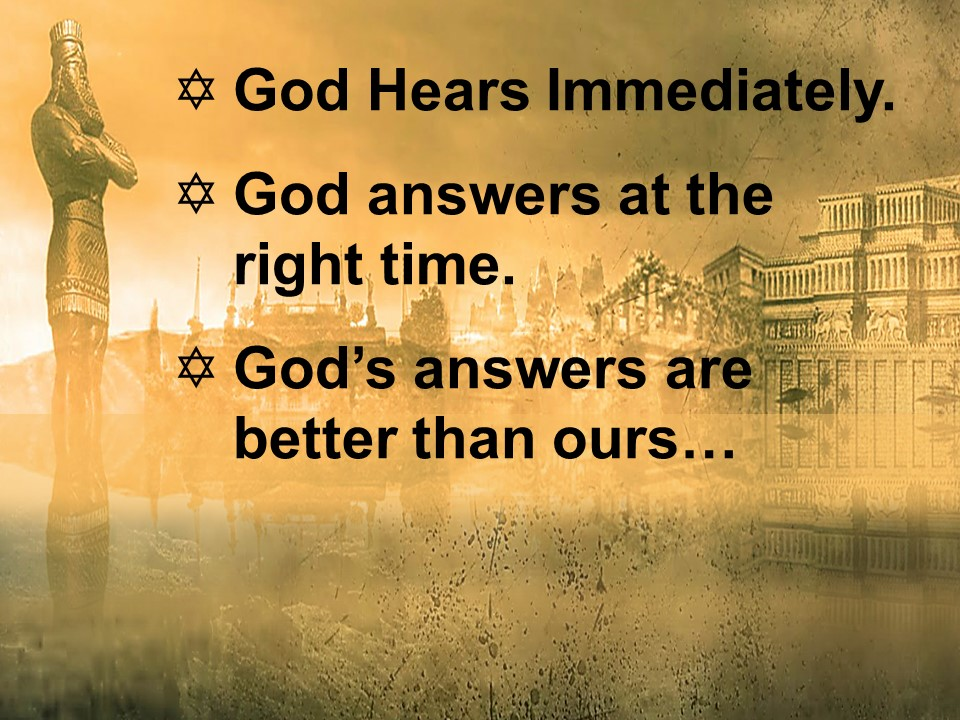 ✡ God Hears Immediately.
✡ God answers at the
right time.
✡ God’s answers are
better than ours…